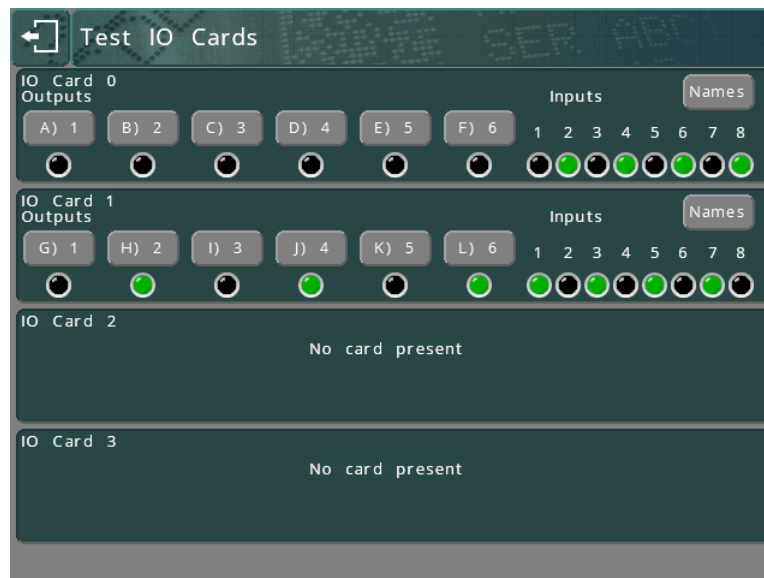 Test IO Cards
IO Card 0
Outputs
Inputs
Names
A) 1 B) 2 C) 3 D) 4 E) 5 F) 6
1 2 3 4 5 6 7 8
IO Card 1
Outputs
Inputs
Names
G) 1 H) 2 I) 3 J) 4 K) 5 L) 6
1 2 3 4 5 6 7 8
IO Card 2
No card present
IO Card 3
No card present